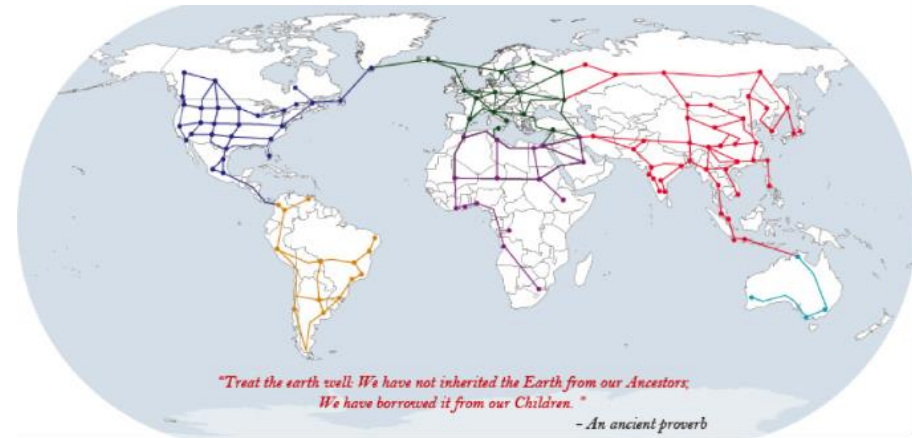 "Treat the earth well: We have not inherited the Earth from our Ancestors;
We have borrowed it from our Children. "
- An ancient proverb